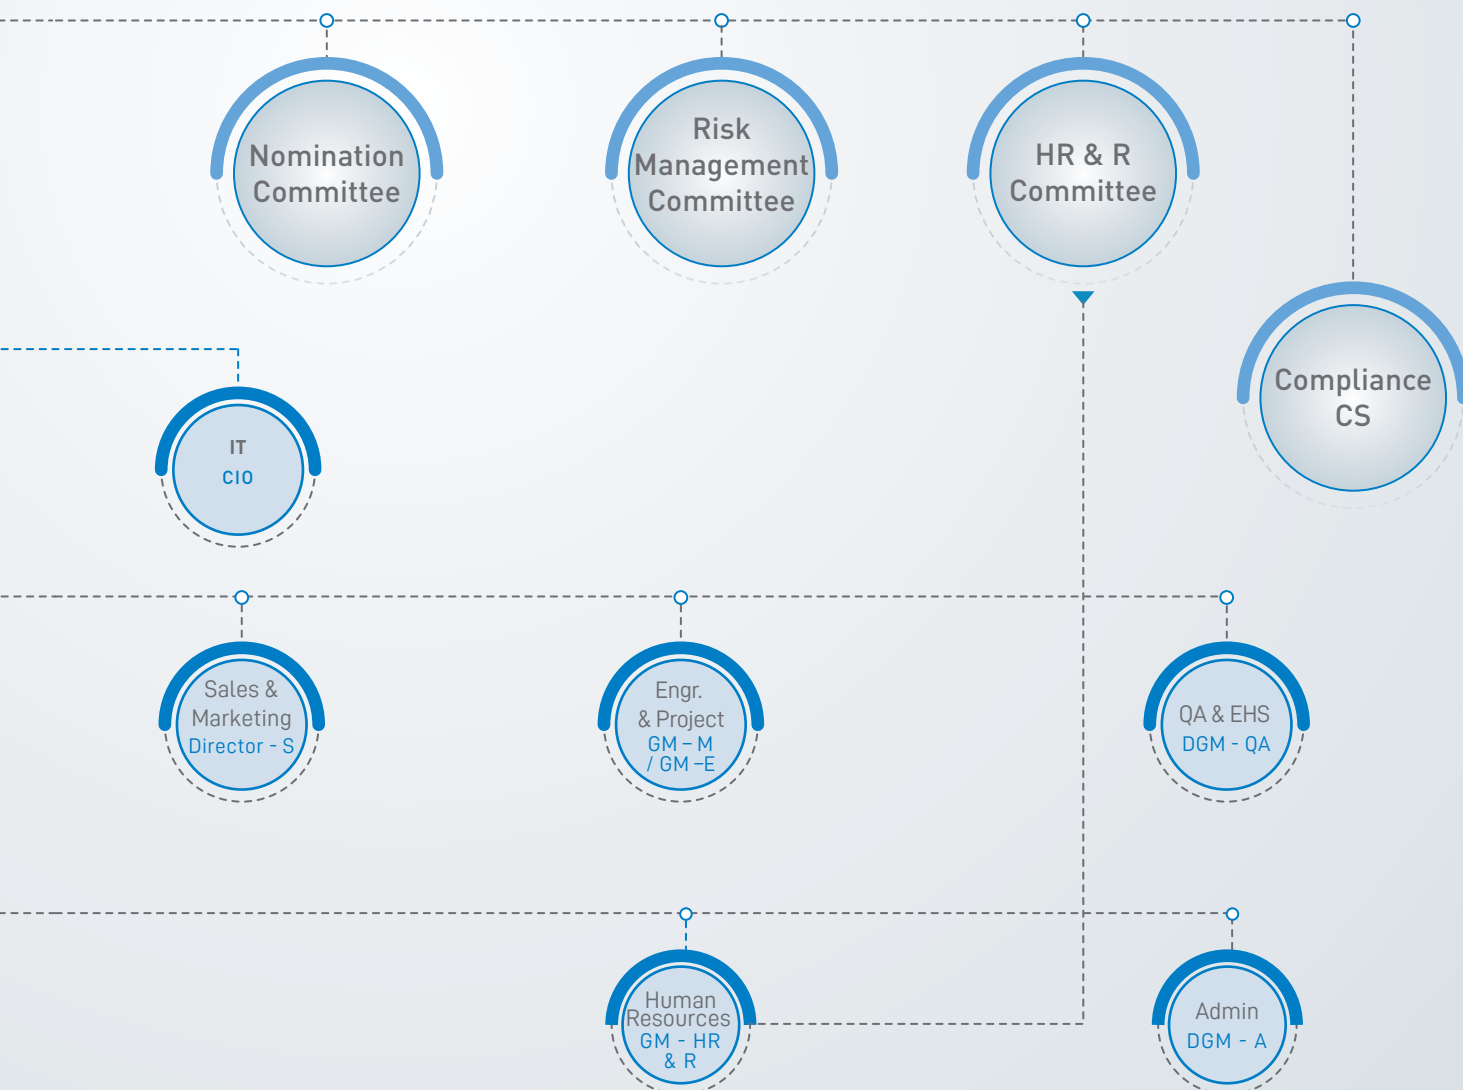 Nomination
Committee
Risk
Management
Committee
HR & R
Committee
Compliance
CS
IT
CIO
Sales &
Marketing
Director - S
Engr.
& Project
GM – M
/ GM –E
QA & EHS
DGM - QA
Human
Resources
GM - HR
& R
Admin
DGM - A